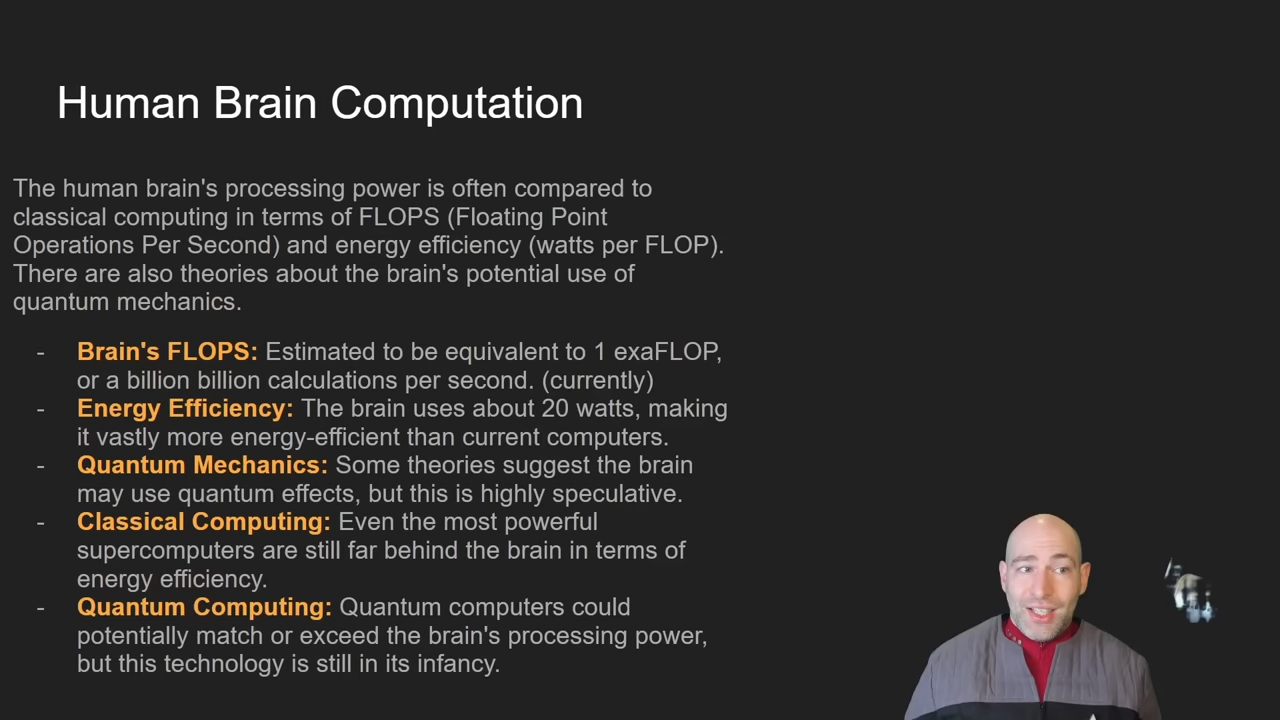 Human Brain Computation
The human brain's processing power is often compared to
classical computing in terms of FLOPS (Floating Point
Operations Per Second) and energy efficiency (watts per FLOP).
There are also theories about the brain's potential use of
quantum mechanics.
- Brain's FLOPS: Estimated to be equivalent to 1 exaFLOP,
or a billion billion calculations per second. (currently)
- Energy Efficiency: The brain uses about 20 watts, making
it vastly more energy-efficient than current computers.
- Quantum Mechanics: Some theories suggest the brain
may use quantum effects, but this is highly speculative.
- Classical Computing: Even the most powerful
supercomputers are still far behind the brain in terms of
energy efficiency.
- Quantum Computing: Quantum computers could
potentially match or exceed the brain's processing power,
but this technology is still in its infancy.